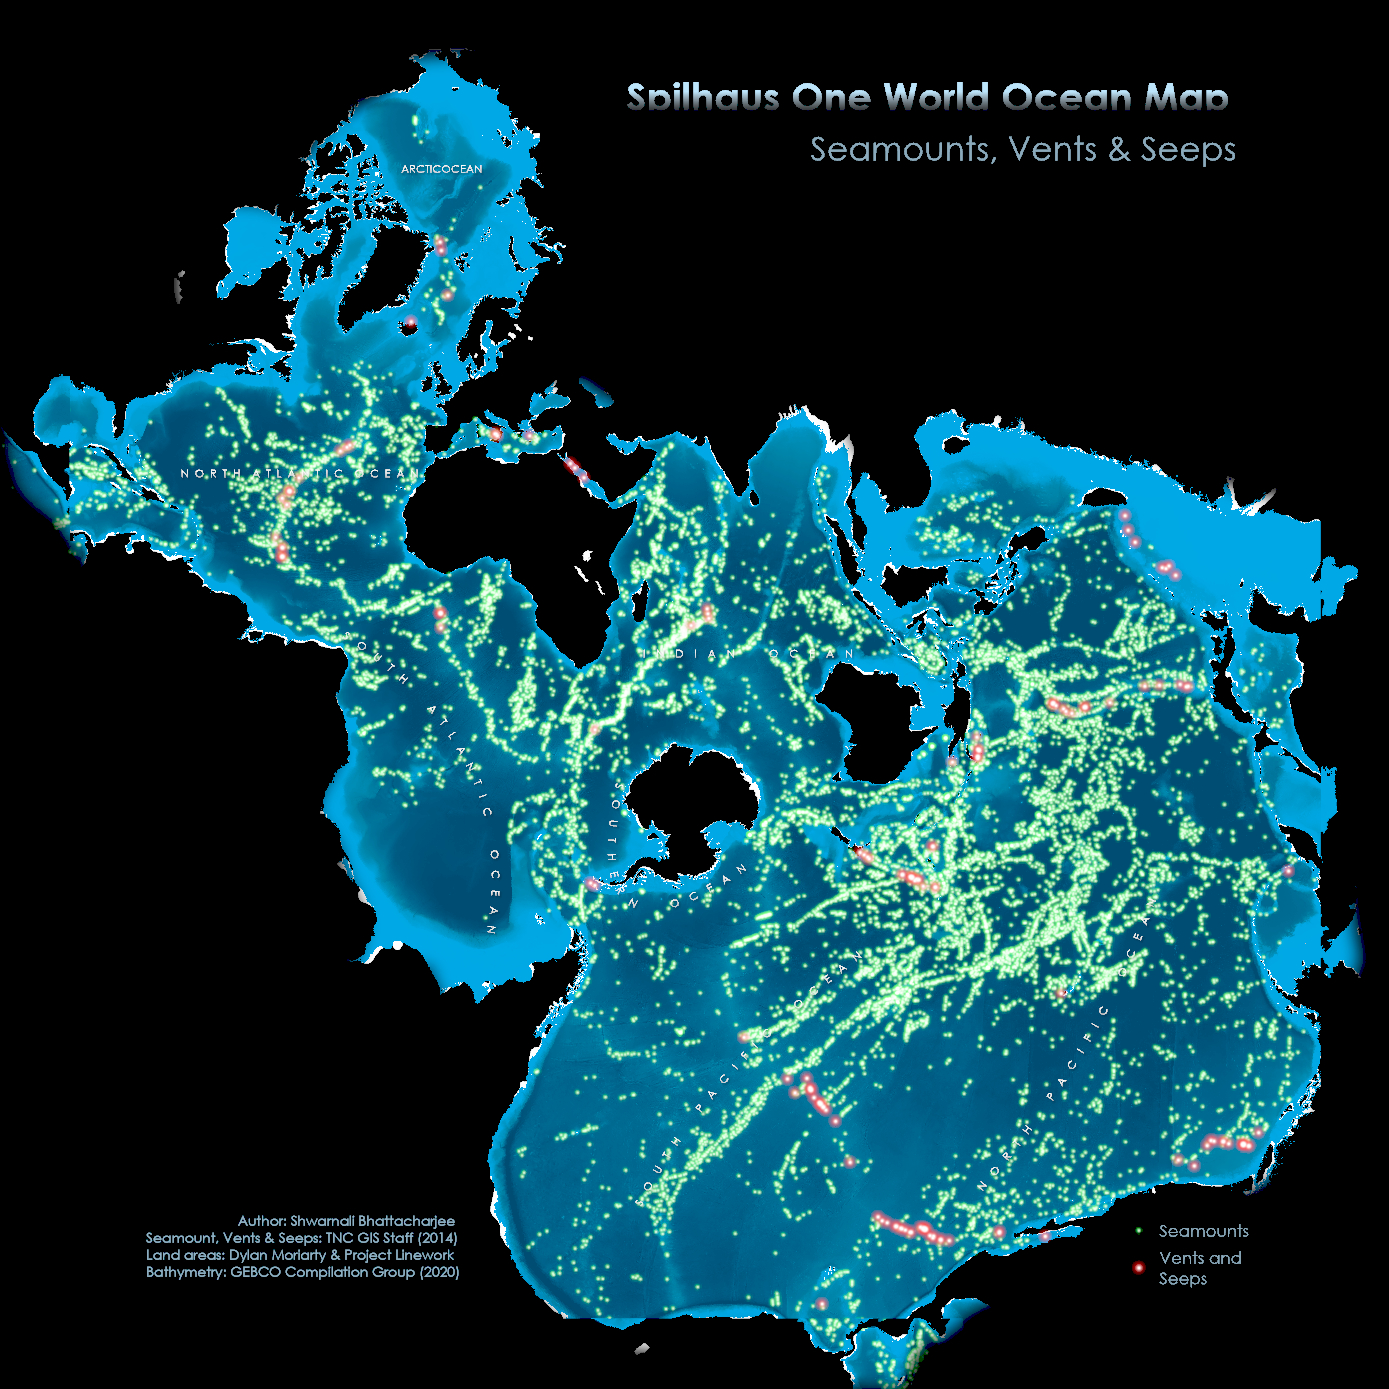 Spilhaus One World Ocean Map
Seamounts, Vents & Seeps
ARCTIC OCEAN
NORTH ATLANTIC OCEAN
SOUTH ATLANTIC OCEAN
INDIAN OCEAN
SOUTHERN OCEAN
SOUTH PACIFIC OCEAN
NORTH PACIFIC OCEAN
Author: Shwarnali Bhattacharjee
Seamount, Vents & Seeps: TNC GIS Staff (2014)
Land areas: Dylan Moriarty & Project Linework
Bathymetry: GEBCO Compilation Group (2020)
Seamounts
Vents and
Seeps